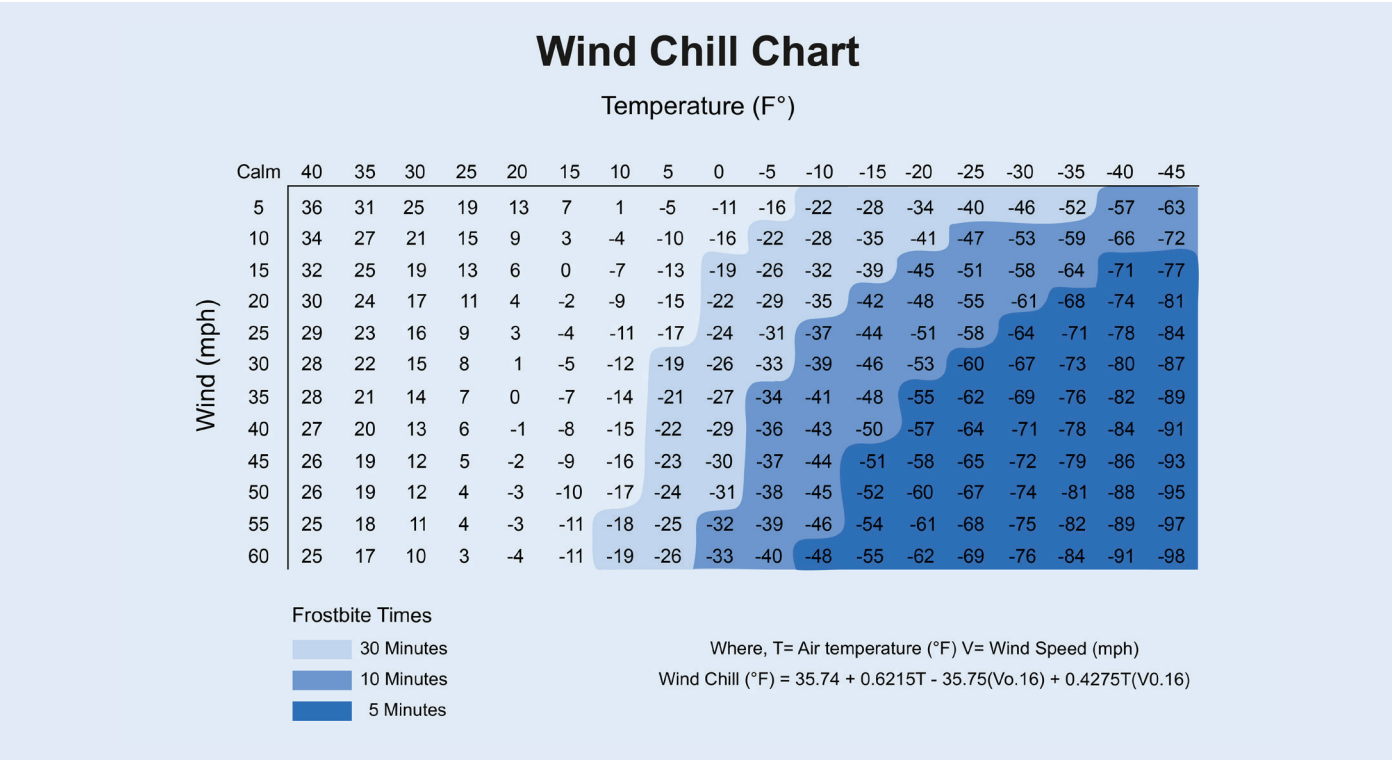 Wind Chill Chart
Temperature (F°)
Calm 40 35 30 25 20 15 10 5 0 -5 -10 -15 -20 -25 -30 -35 -40 -45
5 36 31 25 19 13 7 1 -5 -11 -16 -22 -28 -34 -40 -46 -52 -57 -63
10 34 27 21 15 9 3 -4 -10 -16 -22 -28 -35 -41 -47 -53 -59 -66 -72
15 32 25 19 13 6 0 -7 -13 -19 -26 -32 -39 -45 -51 -58 -64 -71 -77
20 30 24 17 11 4 -2 -9 -15 -22 -29 -35 -42 -48 -55 -61 -68 -74 -81
Wind (mph)
25 29 23 16 9 3 -4 -11 -17 -24 -31 -37 -44 -51 -58 -64 -71 -78 -84
30 28 22 15 8 1 -5 -12 -19 -26 -33 -39 -46 -53 -60 -67 -73 -80 -87
35 28 21 14 7 0 -7 -14 -21 -27 -34 -41 -48 -55 -62 -69 -76 -82 -89
40 27 20 13 6 -1 -8 -15 -22 -29 -36 -43 -50 -57 -64 -71 -78 -84 -91
45 26 19 12 5 -2 -9 -16 -23 -30 -37 -44 -51 -58 -65 -72 -79 -86 -93
50 26 19 12 4 -3 -10 -17 -24 -31 -38 -45 -52 -60 -67 -74 -81 -88 -95
55 25 18 11 4 -3 -11 -18 -25 -32 -39 -46 -54 -61 -68 -75 -82 -89 -97
60 25 17 10 3 -4 -11 -19 -26 -33 -40 -48 -55 -62 -69 -76 -84 -91 -98
Frostbite Times
30 Minutes
10 Minutes
5 Minutes
Where, T= Air temperature (°F) V= Wind Speed (mph)
Wind Chill (°F) = 35.74 + 0.6215T - 35.75(Vo.16) + 0.4275T(V0.16)